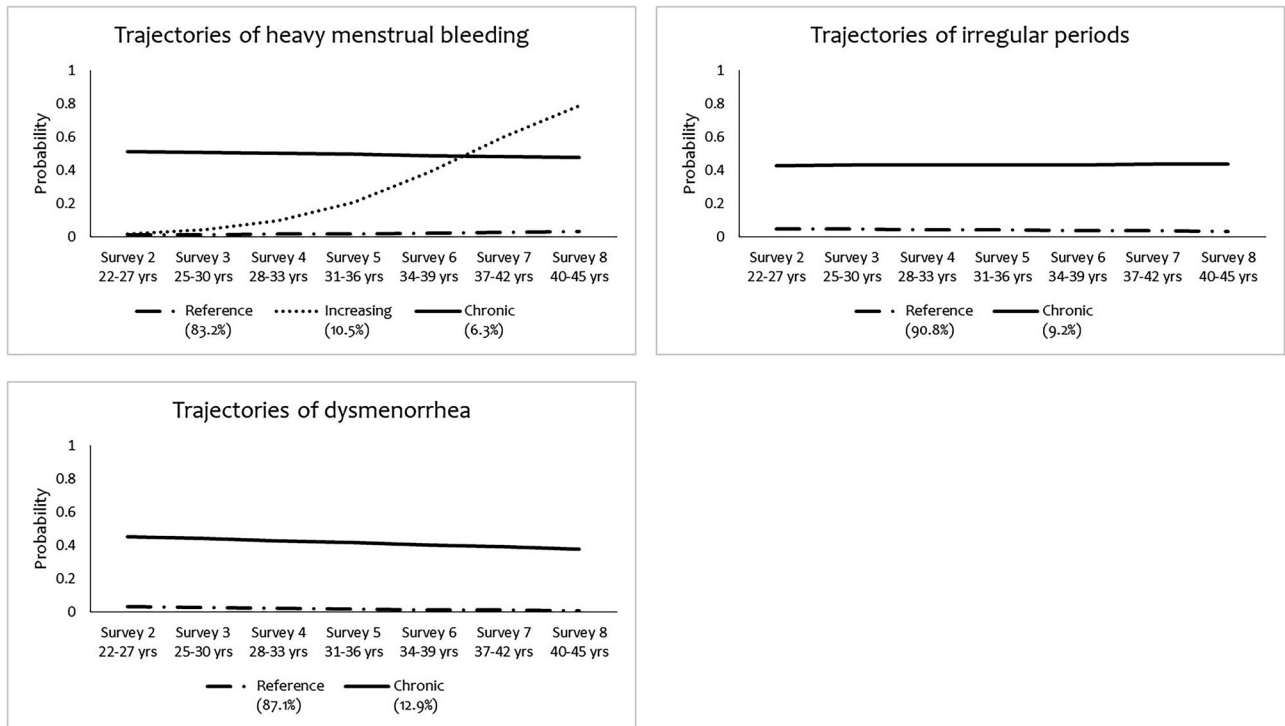 Trajectories of heavy menstrual bleeding
1
0.8
0.6
0.4
0.2
0
Probability
Survey 2 Survey 3 Survey 4 Survey 5 Survey 6 Survey 7 Survey 8
22-27 yrs 25-30 yrs 28-33 yrs 31-36 yrs 34-39 yrs 37-42 yrs 40-45 yrs
Reference Increasing Chronic
(83.2%) (10.5%) (6.3%)
Trajectories of irregular periods
1
0.8
0.6
0.4
0.2
0
Probability
Survey 2 Survey 3 Survey 4 Survey 5 Survey 6 Survey 7 Survey 8
22-27 yrs 25-30 yrs 28-33 yrs 31-36 yrs 34-39 yrs 37-42 yrs 40-45 yrs
Reference Chronic
(90.8%) (9.2%)
Trajectories of dysmenorrhea
1
0.8
0.6
0.4
0.2
0
Probability
Survey 2 Survey 3 Survey 4 Survey 5 Survey 6 Survey 7 Survey 8
22-27 yrs 25-30 yrs 28-33 yrs 31-36 yrs 34-39 yrs 37-42 yrs 40-45 yrs
Reference Chronic
(87.1%) (12.9%)